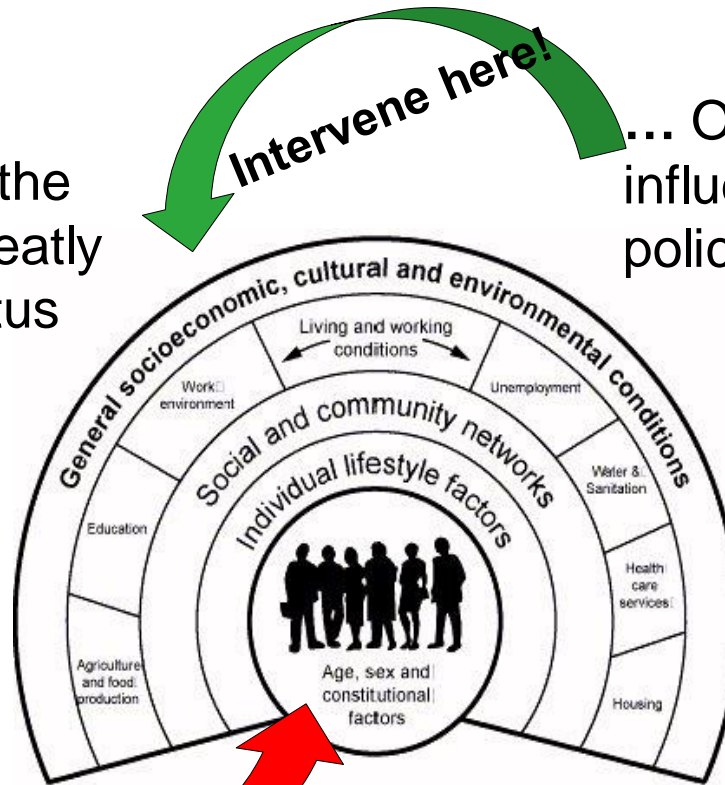 Intervene here!
... O
influe
polic
the
eatly
tus
General socioeconomic, cultural and environmental conditions
Living and working
conditions
Work
environment
Unemployment
Social and community networks
Water &
Sanitation
Individual lifestyle factors
Education
Health
care
services
Agriculture
and food
production
Age, sex and
constitutional
factors
Housing